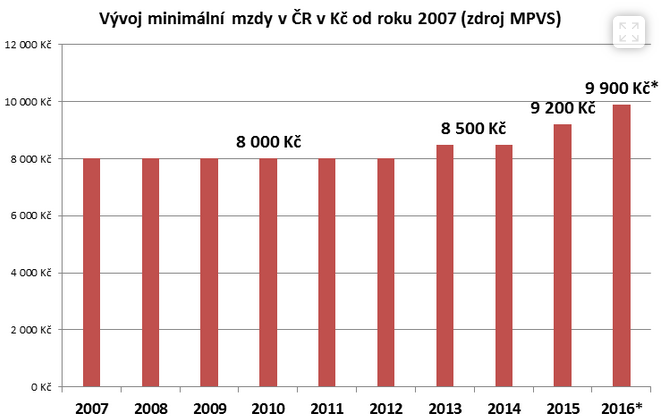 Vývoj minimální mzdy v ČR v Kč od roku 2007 (zdroj MPVS)
12 000 Kč
10 000 Kč
8 000 Kč
6 000 Kč
4 000 Kč
2 000 Kč
0 Kč
8 000 Kč
8 500 Kč
9 200 Kč
9 900 Kč*
2007 2008 2009 2010 2011 2012 2013 2014 2015 2016*